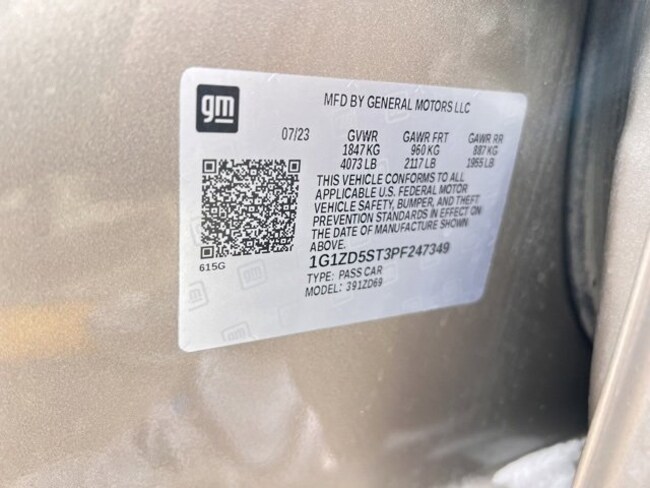 gm
MFD BY GENERAL MOTORS LLC
07/23 GVWR GAWR FRT GAWR RR
1847 KG 960 KG 887 KG
4073 LB 2117 LB 1955 LB
THIS VEHICLE CONFORMS TO ALL
APPLICABLE U.S. FEDERAL MOTOR
VEHICLE SAFETY, BUMPER, AND THEFT
PREVENTION STANDARDS IN EFFECT ON
THE DATE OF MANUFACTURE SHOWN
ABOVE.
615G
1G1ZD5ST3PF247349
TYPE: PASS CAR
MODEL: 391ZD69